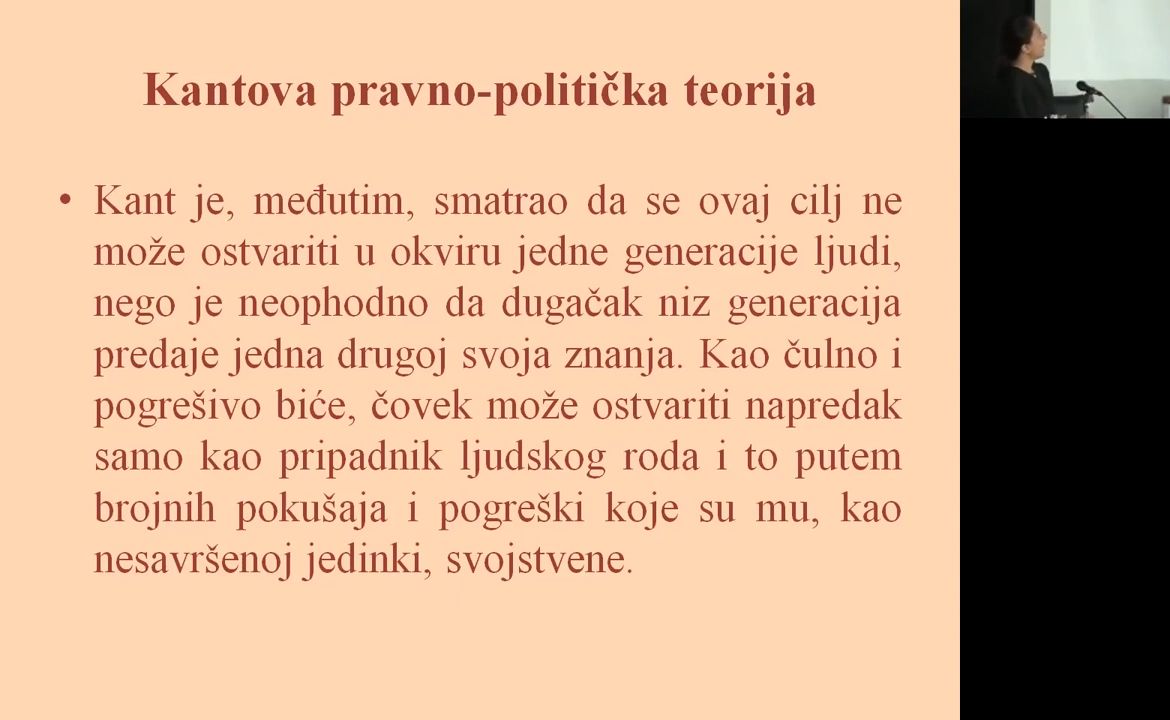 Kantova pravno-politička teorija
• Kant je, međutim, smatrao da se ovaj cilj ne
može ostvariti u okviru jedne generacije ljudi,
nego je neophodno da dugačak niz generacija
predaje jedna drugoj svoja znanja. Kao čulno i
pogrešivo biće, čovek može ostvariti napredak
samo kao pripadnik ljudskog roda i to putem
brojnih pokušaja i pogreški koje su mu, kao
nesavršenoj jedinki, svojstvene.